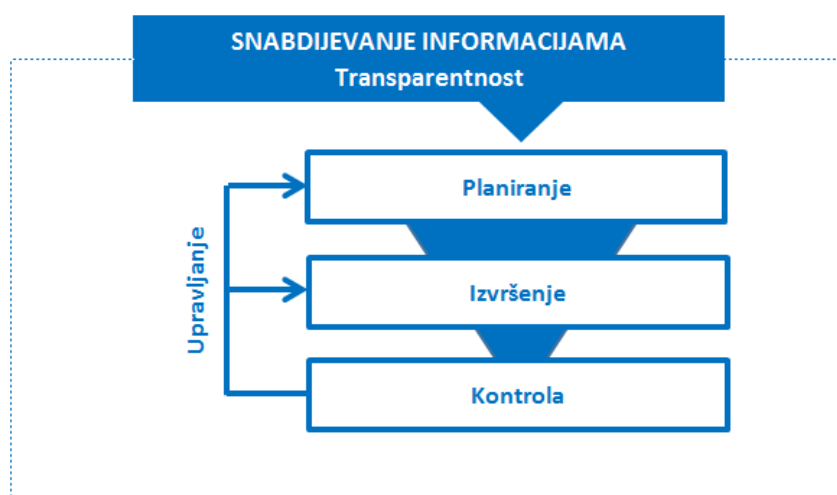 SNABDIJEVANJE INFORMACIJAMA
Transparentnost
Planiranje
Upravljanje
Izvršenje
Kontrola